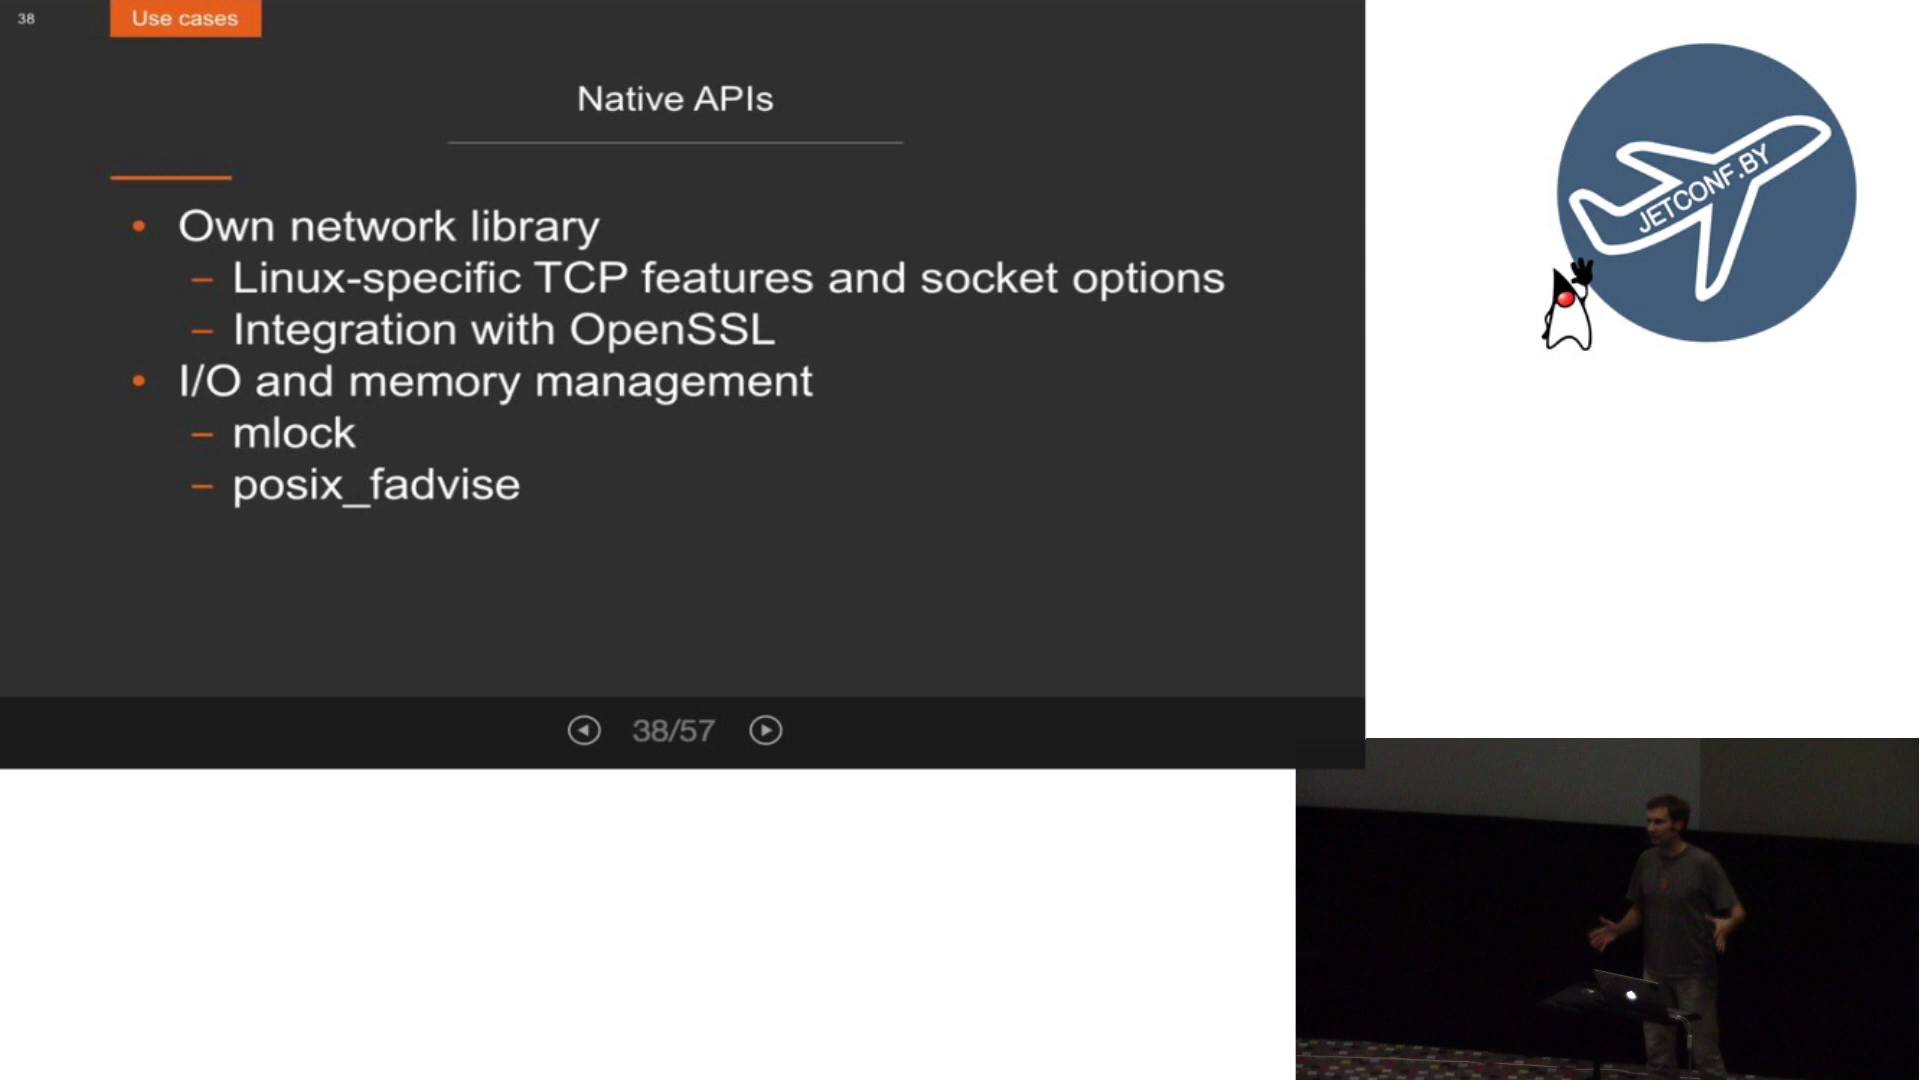 38
Use cases
Native APIs
• Own network library
– Linux-specific TCP features and socket options
– Integration with OpenSSL
• I/O and memory management
– mlock
– posix_fadvise
38/57
JETCONF.BY